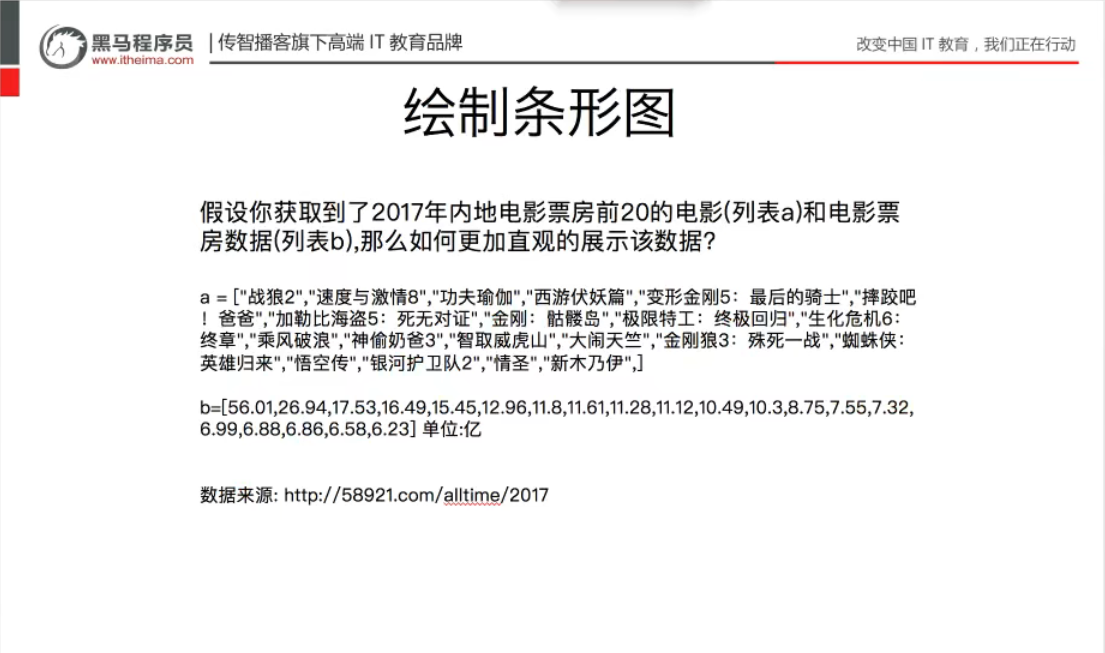 黑马程序员
www.itheima.com
传智播客旗下高端 IT 教育品牌
改变中国 IT 教育，我们正在行动
绘制条形图
假设你获取到了2017年内地电影票房前20的电影(列表a)和电影票
房数据(列表b),那么如何更加直观的展示该数据?
a = ["战狼2","速度与激情8","功夫瑜伽","西游伏妖篇","变形金刚5：最后的骑士","摔跤吧
！爸爸","加勒比海盗5：死无对证","金刚：骷髅岛","极限特工：终极回归","生化危机6：
终章","乘风破浪","神偷奶爸3","智取威虎山","大闹天竺","金刚狼3：殊死一战","蜘蛛侠：
英雄归来","悟空传","银河护卫队2","情圣","新木乃伊",]
b=[56.01,26.94,17.53,16.49,15.45,12.96,11.8,11.61,11.28,11.12,10.49,10.3,8.75,7.55,7.32,
6.99,6.88,6.86,6.58,6.23] 单位:亿
数据来源: http://58921.com/alltime/2017